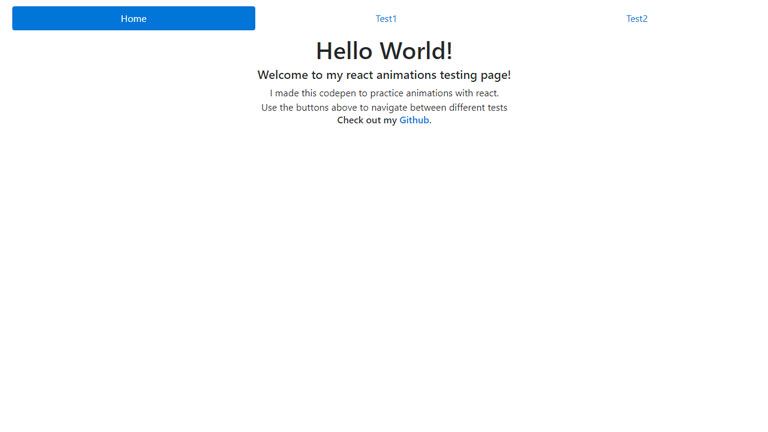 Home Test1 Test2
Hello World!
Welcome to my react animations testing page!
I made this codepen to practice animations with react.
Use the buttons above to navigate between different tests
Check out my Github.